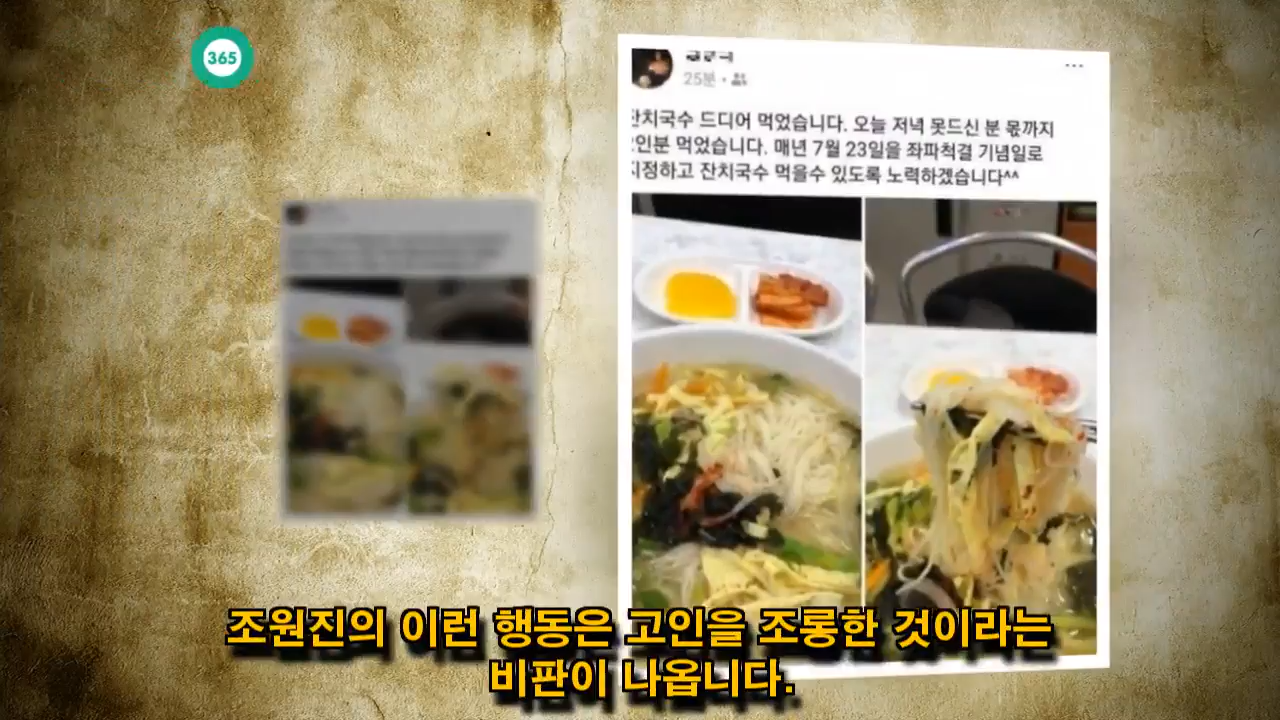 365
25분
잔치국수 드디어 먹었습니다. 오늘 저녁 못드신 분 몫까지
인분 먹었습니다. 매년 7월 23일을 좌파척결 기념일로
지정하고 잔치국수 먹을수 있도록 노력하겠습니다^^
조원진의 이런 행동은 고인을 조롱한 것이라는
비판이 나옵니다.